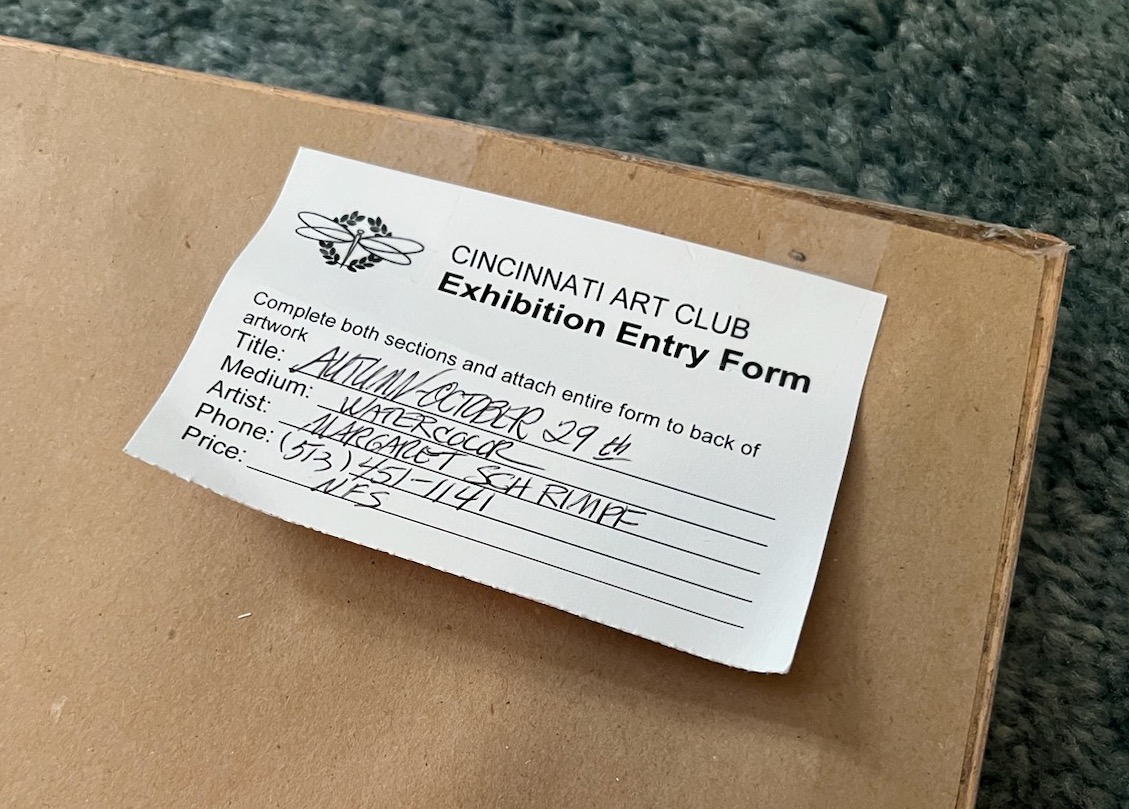 CINCINNATI ART CLUB
Exhibition Entry Form
Complete both sections and attach entire form to back of
artwork
Title: AUTUMN-OCTOBER 29th
Medium: WATERCOLOR
Artist: MARGARET SCHRIMPF
Phone: (513) 451-1141
Price: NFS